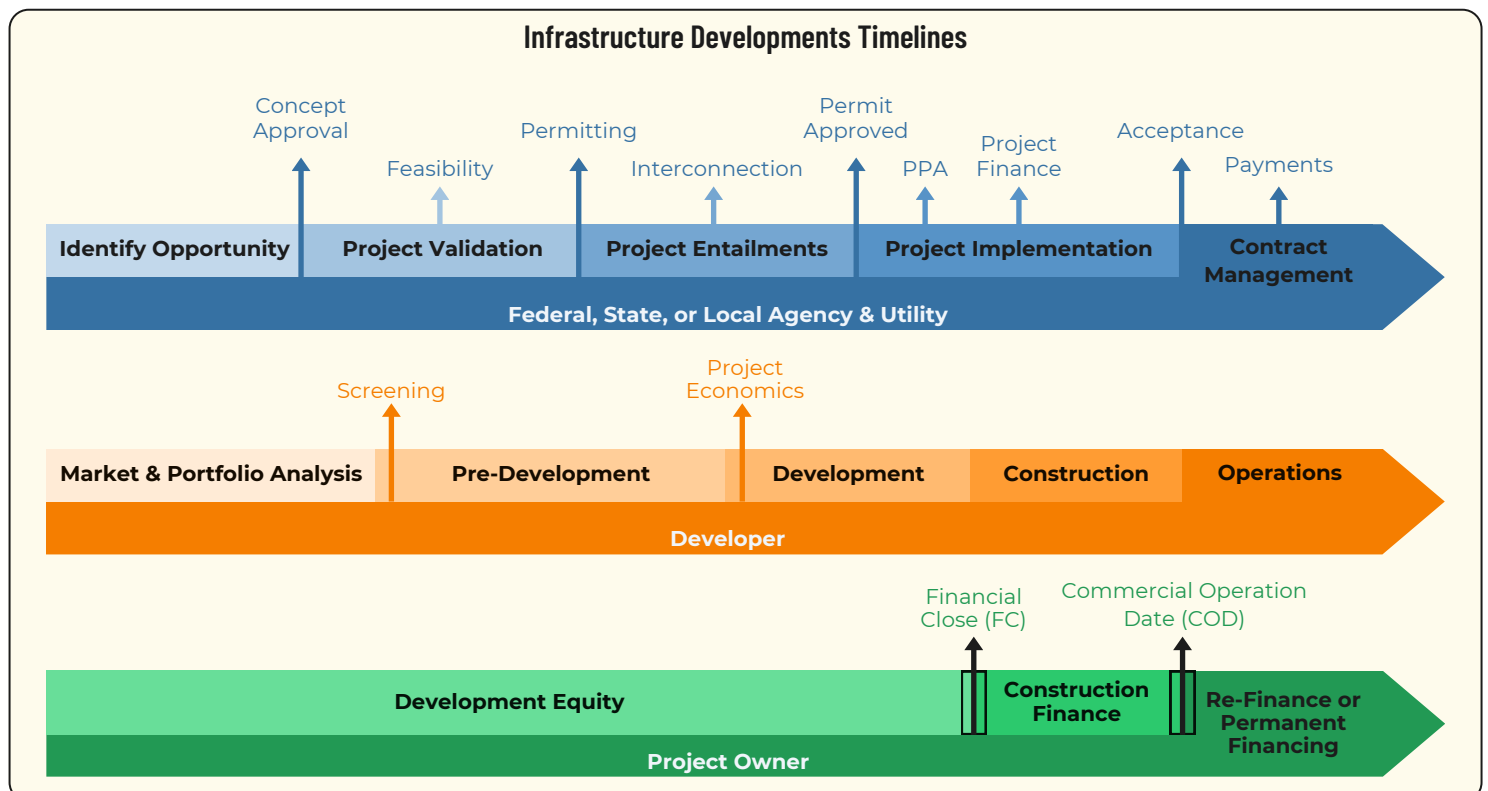 Infrastructure Developments Timelines
Concept
Approval
Feasibility
Permitting
Interconnection
Permit
Approved
PPA
Project
Finance
Acceptance
Payments
Identify Opportunity
Project Validation
Project Entailments
Project Implementation
Contract
Management
Federal, State, or Local Agency & Utility
Screening
Project
Economics
Market & Portfolio Analysis
Pre-Development
Development
Construction
Operations
Developer
Financial
Close (FC)
Commercial Operation
Date (COD)
Development Equity
Construction
Finance
Re-Finance or
Permanent
Financing
Project Owner